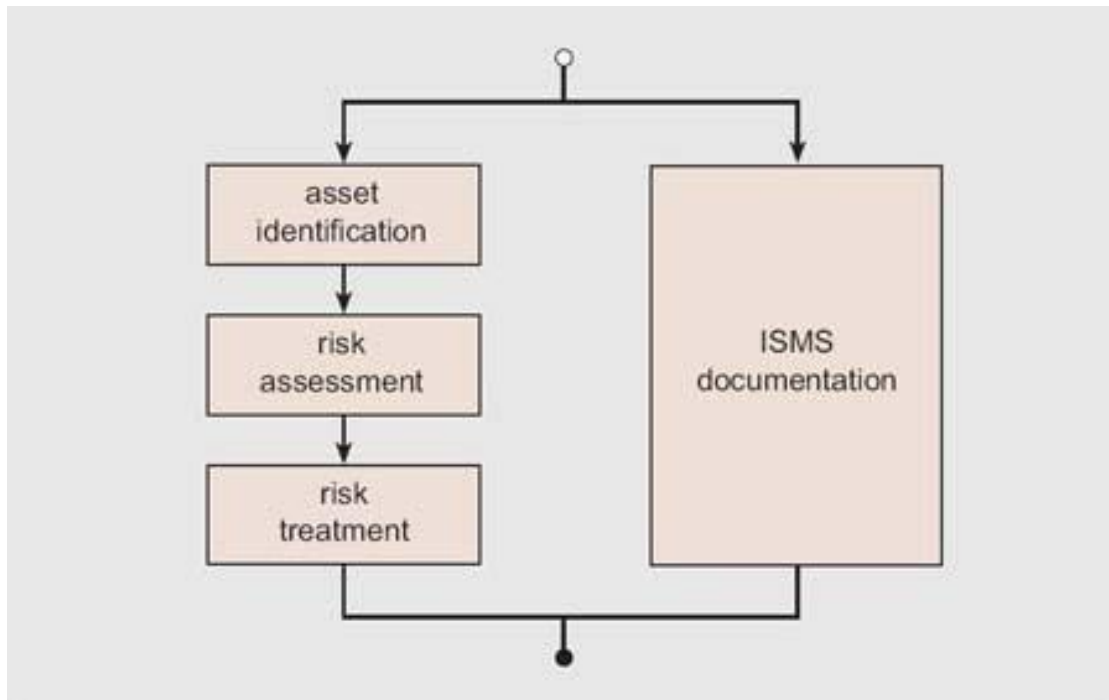 asset
identification
risk
assessment
risk
treatment
ISMS
documentation